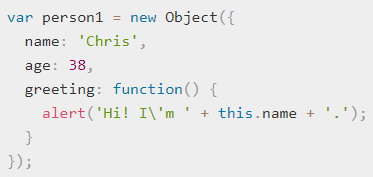 var person1 = new Object({
  name: 'Chris',
  age: 38,
  greeting: function() {
    alert('Hi! I\'m ' + this.name + '.');
  }
});